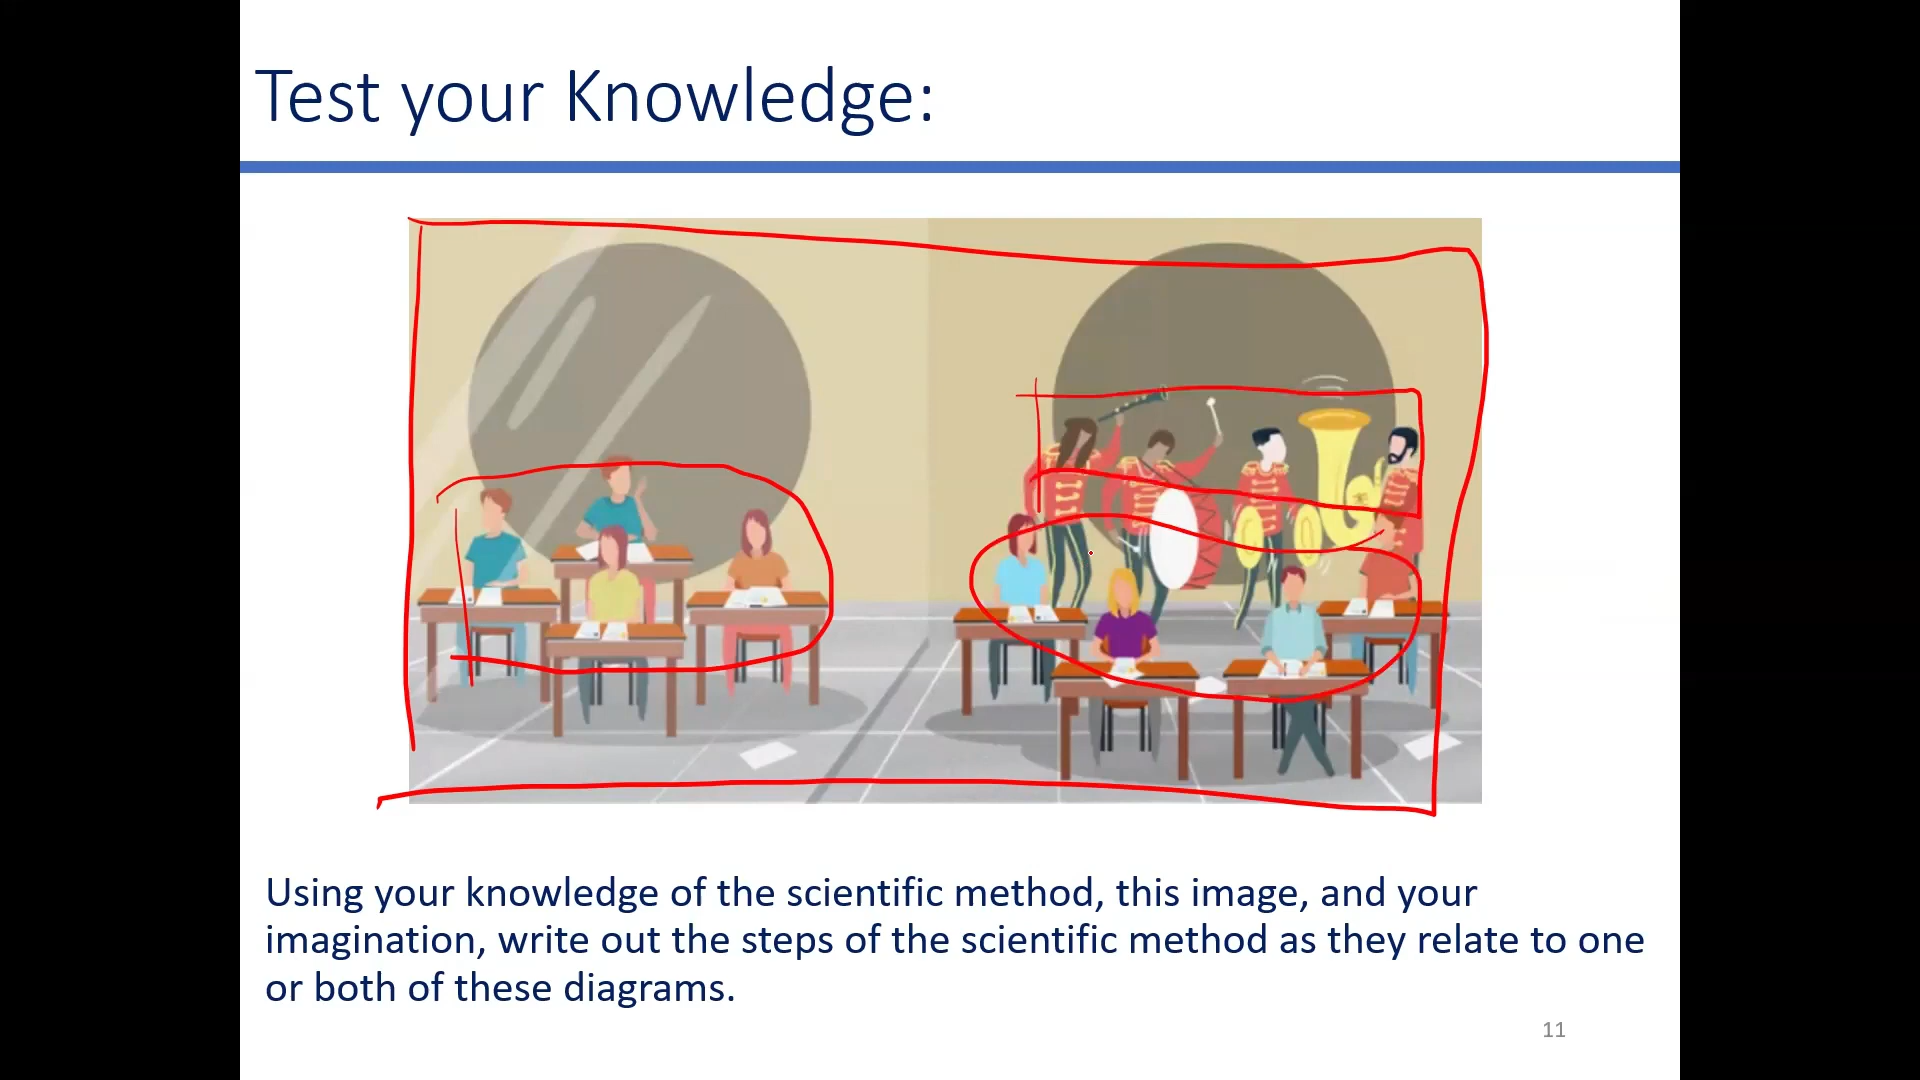 Test your Knowledge:
Using your knowledge of the scientific method, this image, and your
imagination, write out the steps of the scientific method as they relate to one
or both of these diagrams.
11